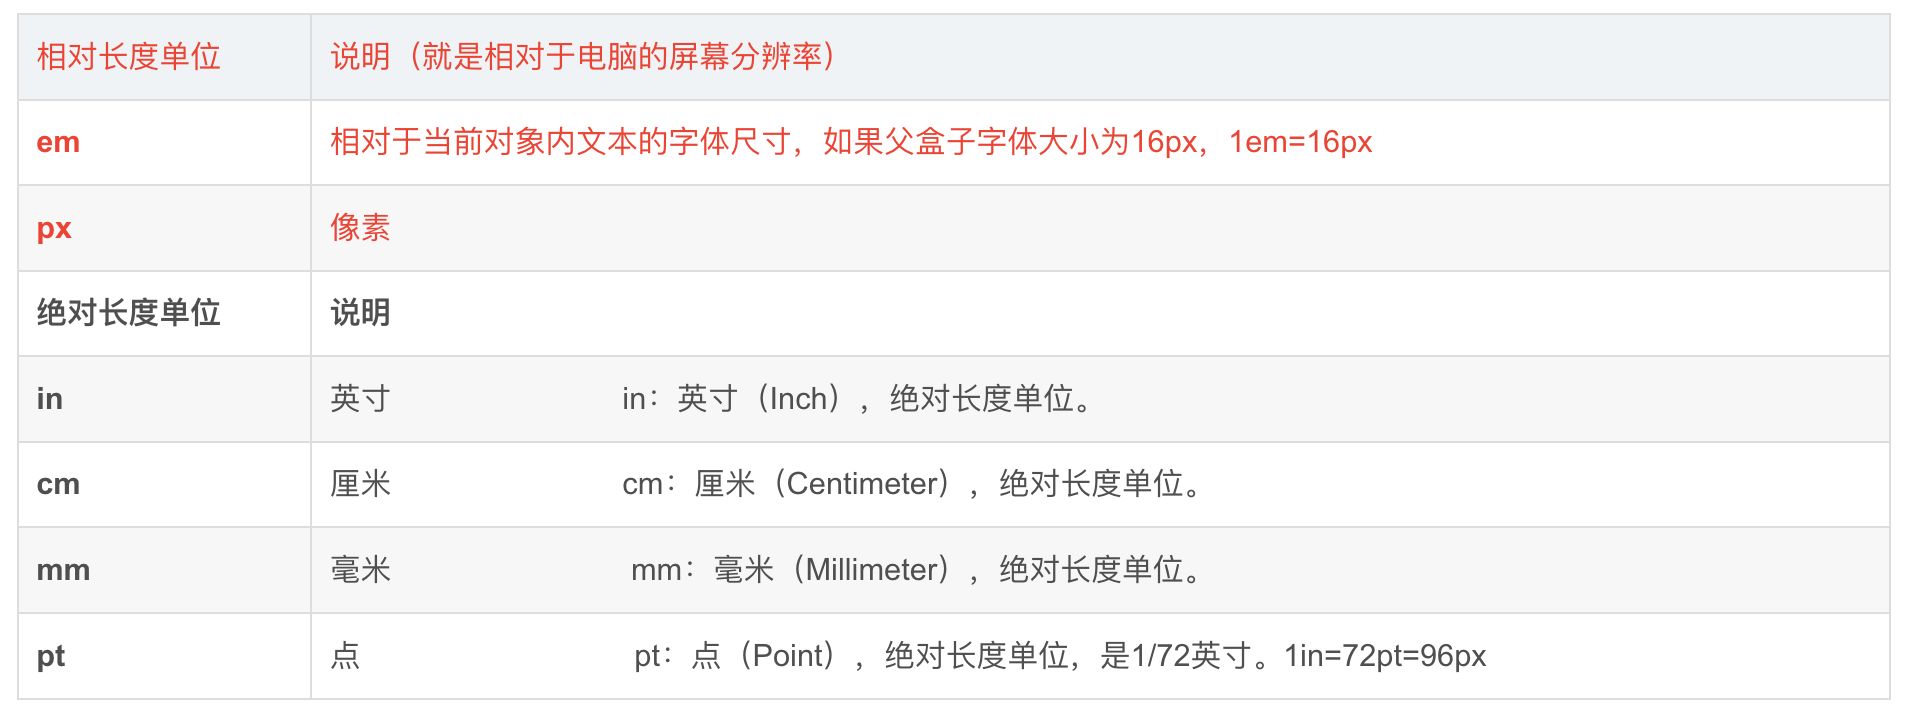 相对长度单位 说明（就是相对于电脑的屏幕分辨率）
em 相对于当前对象内文本的字体尺寸，如果父盒子字体大小为16px，1em=16px
px 像素
绝对长度单位 说明
in 英寸 in：英寸（Inch），绝对长度单位。
cm 厘米 cm：厘米（Centimeter），绝对长度单位。
mm 毫米 mm：毫米（Millimeter），绝对长度单位。
pt 点 pt：点（Point），绝对长度单位，是1/72英寸。1in=72pt=96px